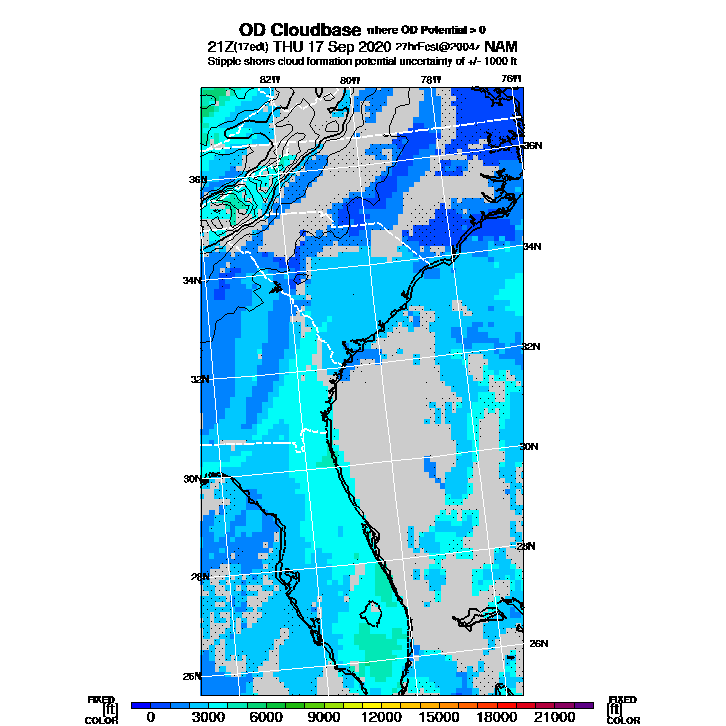 OD Cloudbase where OD Potential > 0
21Z(17edt) THU 17 Sep 2020 27hrFcst@2004z NAM
Stipple shows cloud formation potential uncertainty of +/- 1000 ft
82W 80W 78W 76W
36N 36N
34N 34N
32N 32N
30N 30N
28N 28N
26N 26N
FIXED FIXED
[ft] [ft]
COLOR 0 3000 6000 9000 12000 15000 18000 21000 COLOR